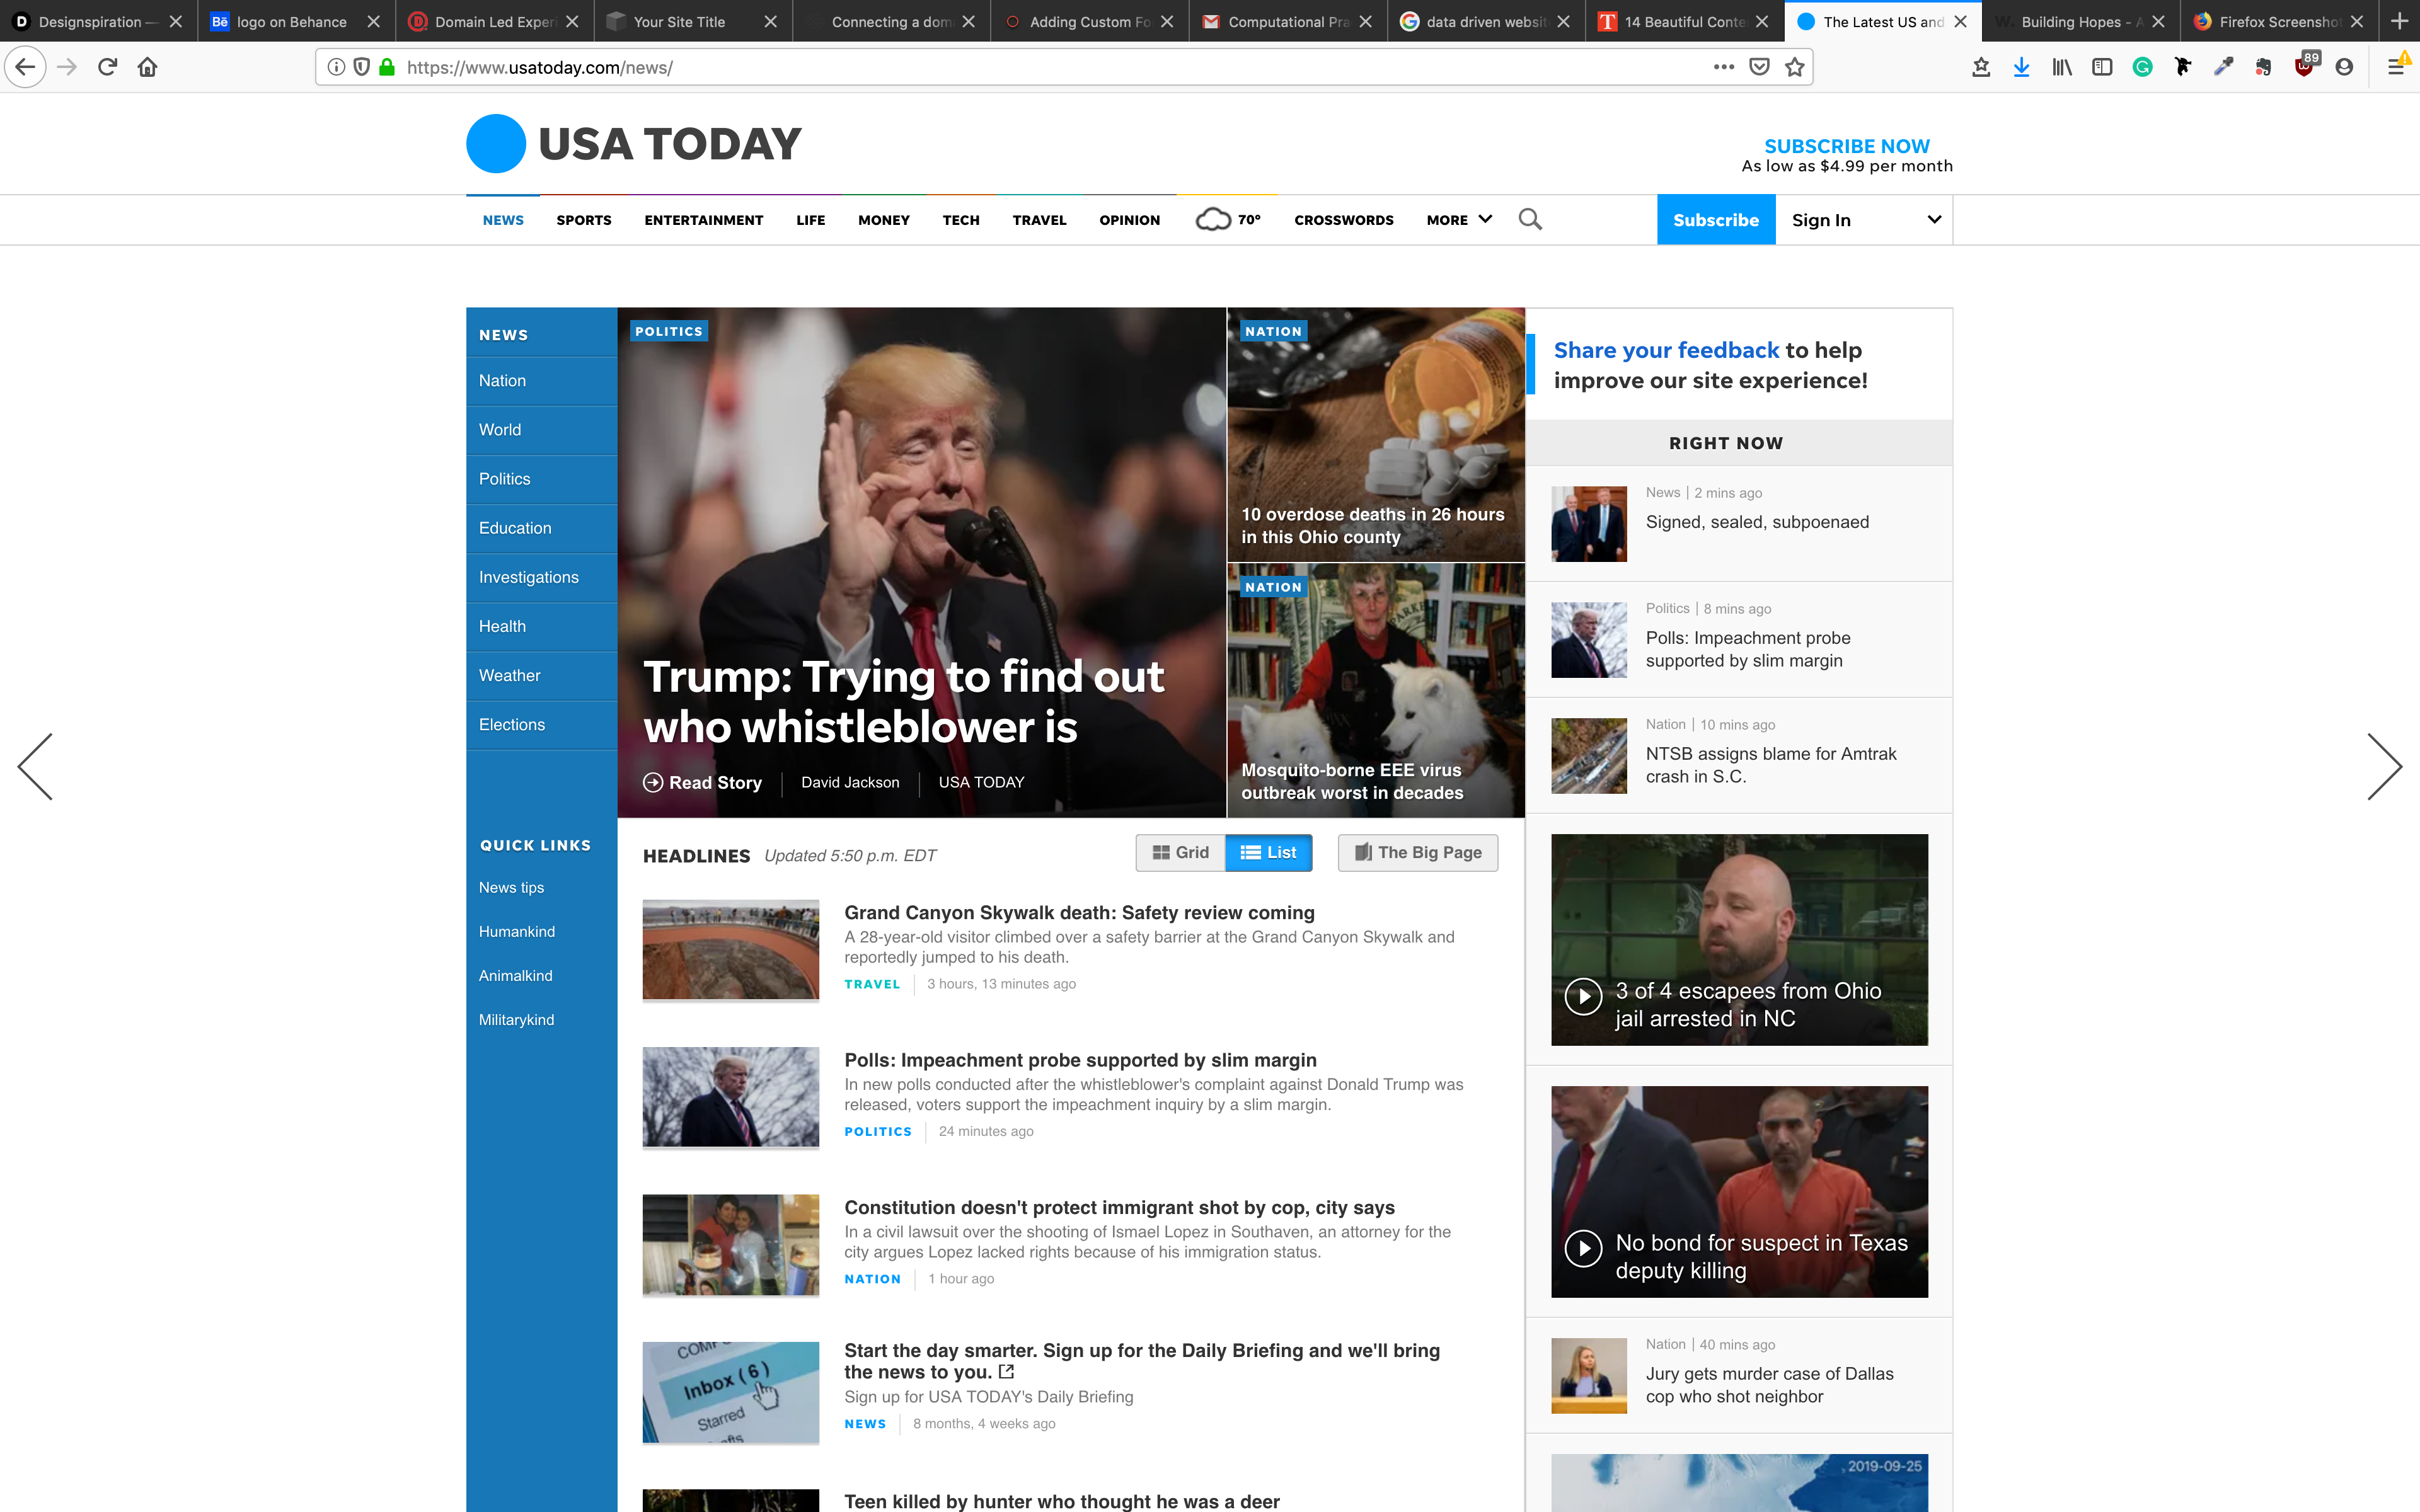 Designspiration —
logo on Behance
Domain Led Exper
Your Site Title
Connecting a dom
Adding Custom Fo
Computational Pra
data driven websit
14 Beautiful Conte
The Latest US and
Building Hopes - A
Firefox Screenshot
https://www.usatoday.com/news/
89
USA TODAY
SUBSCRIBE NOW
As low as $4.99 per month
NEWS
SPORTS
ENTERTAINMENT
LIFE
MONEY
TECH
TRAVEL
OPINION
70°
CROSSWORDS
MORE
Subscribe
Sign In
NEWS
Nation
World
Politics
Education
Investigations
Health
Weather
Elections
QUICK LINKS
News tips
Humankind
Animalkind
Militarykind
POLITICS
Trump: Trying to find out
who whistleblower is
Read Story
David Jackson
USA TODAY
NATION
10 overdose deaths in 26 hours
in this Ohio county
NATION
Mosquito-borne EEE virus
outbreak worst in decades
HEADLINES Updated 5:50 p.m. EDT
Grid
List
The Big Page
Grand Canyon Skywalk death: Safety review coming
A 28-year-old visitor climbed over a safety barrier at the Grand Canyon Skywalk and
reportedly jumped to his death.
TRAVEL 3 hours, 13 minutes ago
Polls: Impeachment probe supported by slim margin
In new polls conducted after the whistleblower's complaint against Donald Trump was
released, voters support the impeachment inquiry by a slim margin.
POLITICS 24 minutes ago
Constitution doesn't protect immigrant shot by cop, city says
In a civil lawsuit over the shooting of Ismael Lopez in Southaven, an attorney for the
city argues Lopez lacked rights because of his immigration status.
NATION 1 hour ago
Inbox (6)
Starred
Start the day smarter. Sign up for the Daily Briefing and we'll bring
the news to you.
Sign up for USA TODAY's Daily Briefing
NEWS 8 months, 4 weeks ago
Teen killed by hunter who thought he was a deer
Share your feedback to help
improve our site experience!
RIGHT NOW
News | 2 mins ago
Signed, sealed, subpoenaed
Politics | 8 mins ago
Polls: Impeachment probe
supported by slim margin
Nation | 10 mins ago
NTSB assigns blame for Amtrak
crash in S.C.
3 of 4 escapees from Ohio
jail arrested in NC
No bond for suspect in Texas
deputy killing
Nation | 40 mins ago
Jury gets murder case of Dallas
cop who shot neighbor
2019-09-25